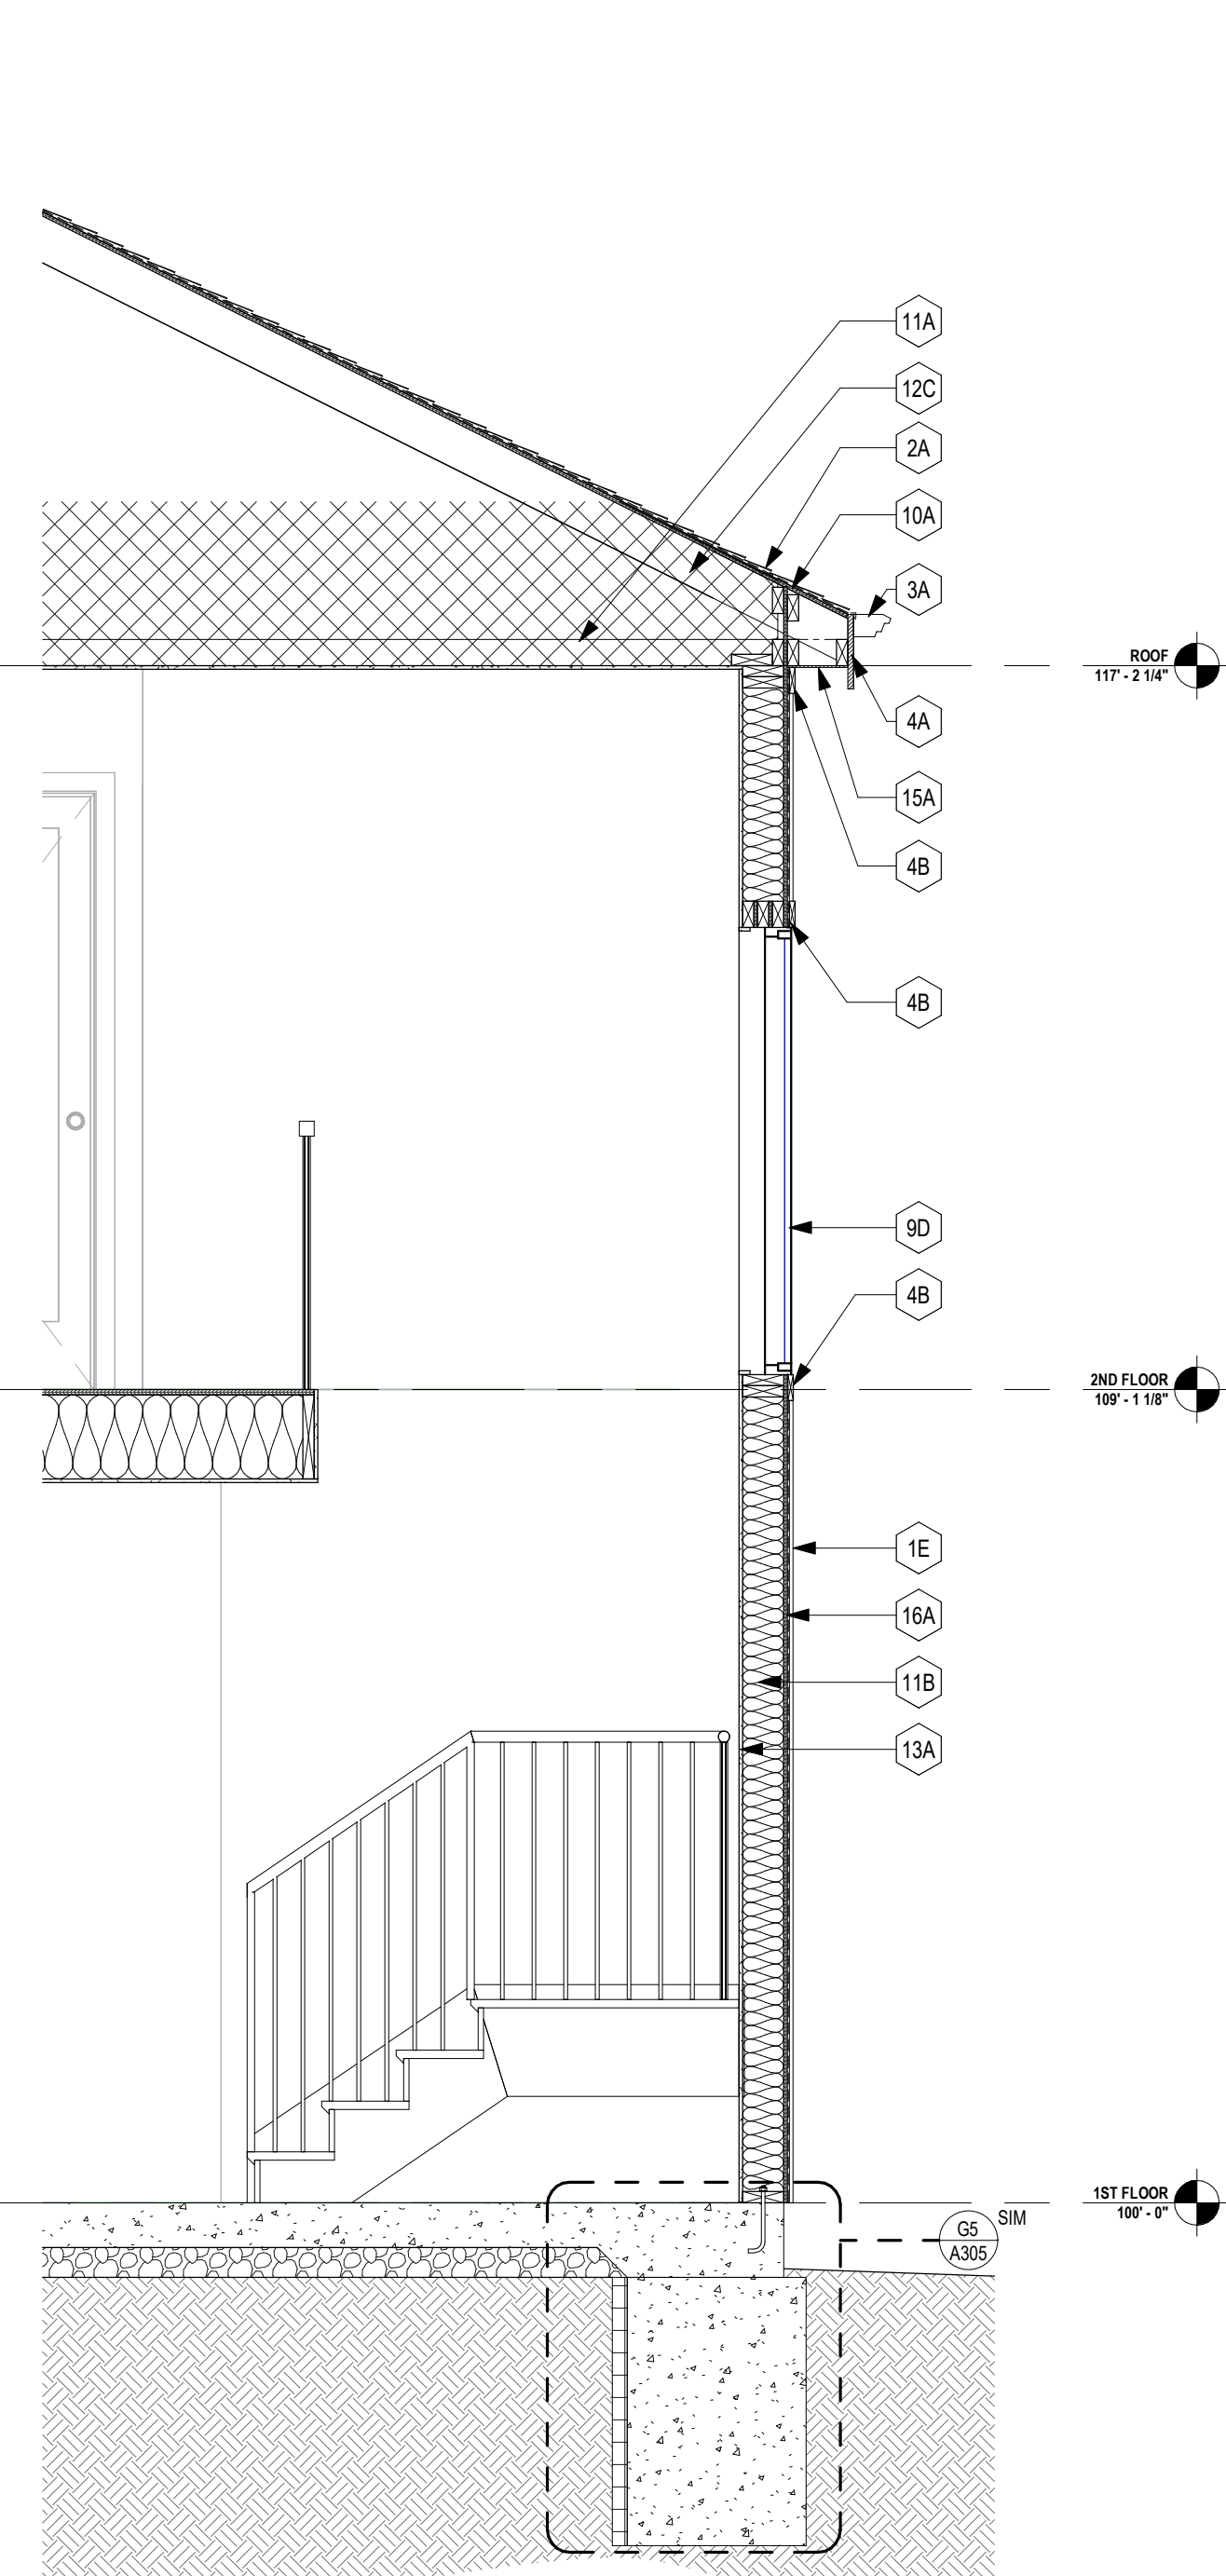 11A
12C
2A
10A
3A
ROOF
117' - 2 1/4"
4A
15A
4B
4B
9D
4B
2ND FLOOR
109' - 1 1/8"
1E
16A
11B
13A
1ST FLOOR
100' - 0"
SIM
G5
A305